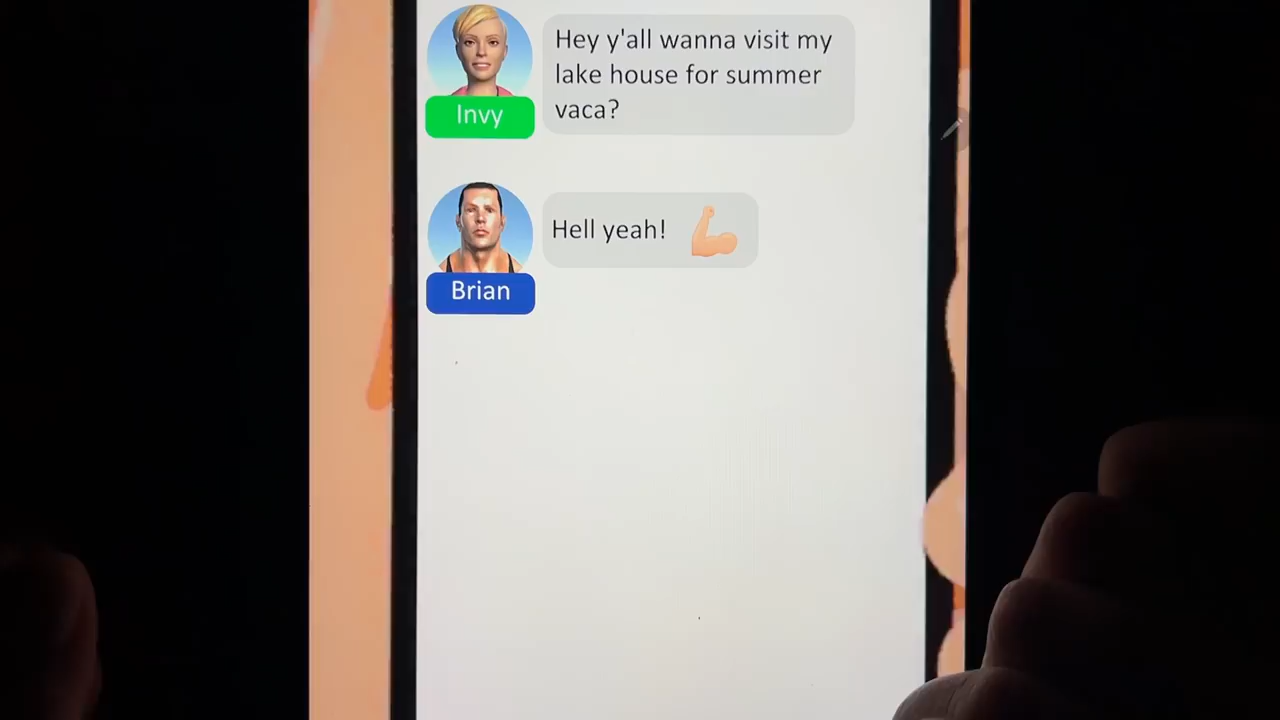 Hey y'all wanna visit my
lake house for summer
vaca?
Invy
Hell yeah! 💪🏼
Brian